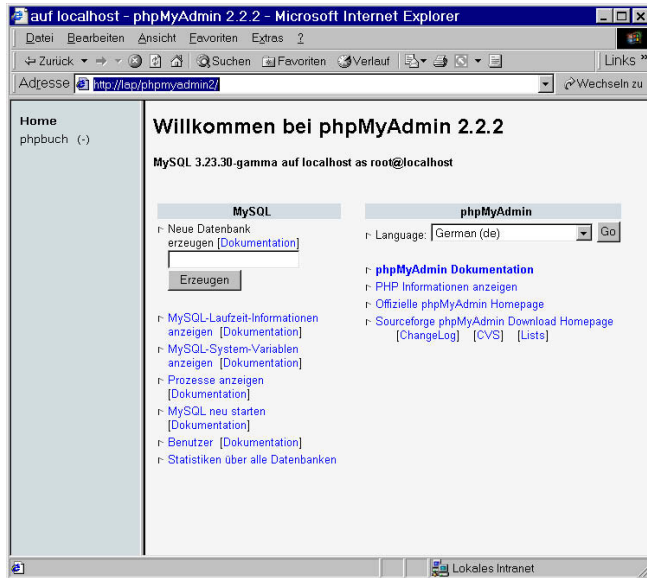 auf localhost - phpMyAdmin 2.2.2 - Microsoft Internet Explorer
Datei Bearbeiten Ansicht Favoriten Extras ?
Zurück Suchen Favoriten Verlauf Links »
Adresse http://lap/phpmyadmin2/ Wechseln zu
Home
phpbuch (-)
Willkommen bei phpMyAdmin 2.2.2
MySQL 3.23.30-gamma auf localhost as root@localhost
MySQL
Neue Datenbank
erzeugen [Dokumentation]
Erzeugen
MySQL-Laufzeit-Informationen
anzeigen [Dokumentation]
MySQL-System-Variablen
anzeigen [Dokumentation]
Prozesse anzeigen
[Dokumentation]
MySQL neu starten
[Dokumentation]
Benutzer [Dokumentation]
Statistiken über alle Datenbanken
phpMyAdmin
Language: German (de) Go
phpMyAdmin Dokumentation
PHP Informationen anzeigen
Offizielle phpMyAdmin Homepage
Sourceforge phpMyAdmin Download Homepage
[ChangeLog] [CVS] [Lists]
Lokales Intranet